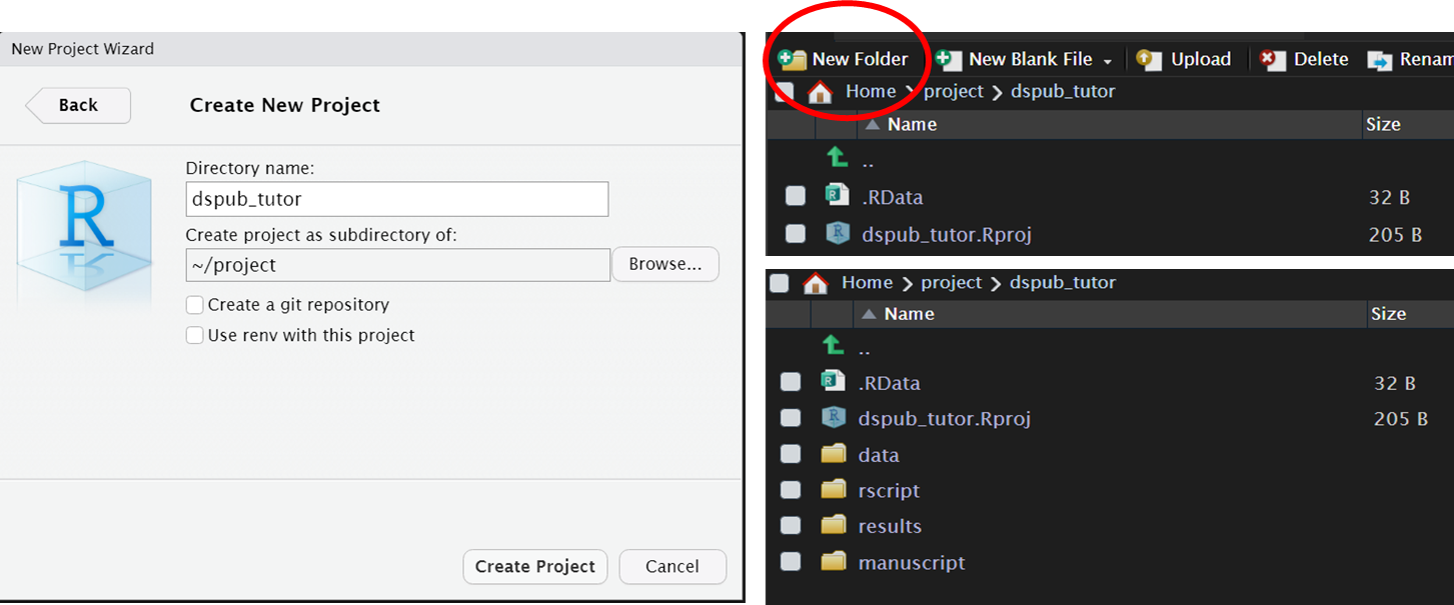 New Project Wizard
Back
Create New Project
R
Directory name:
dspub_tutor
Create project as subdirectory of:
~/project
Browse...
Create a git repository
Use renv with this project
Create Project
Cancel
New Folder New Blank File Upload Delete Renam
Home project dspub_tutor
Name Size
..
.RData 32 B
dspub_tutor.Rproj 205 B
Home project dspub_tutor
Name Size
..
.RData 32 B
dspub_tutor.Rproj 205 B
data
rscript
results
manuscript